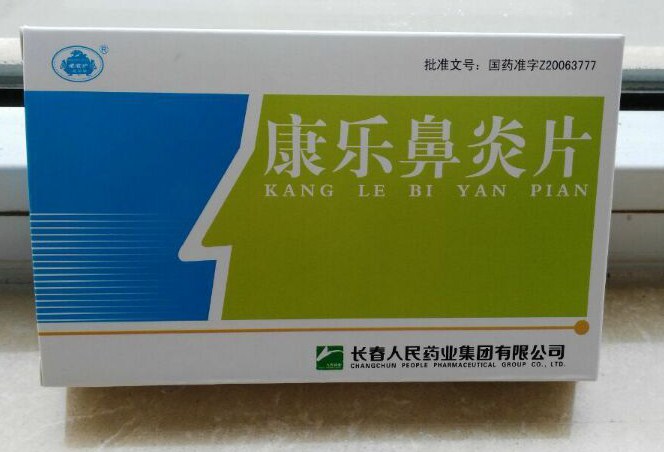 批准文号：国药准字Z20063777
康乐鼻炎片
KANG LE BI YAN PIAN
长春人民药业集团有限公司
CHANGCHUN PEOPLE PHARMACEUTICAL GROUP CO., LTD.